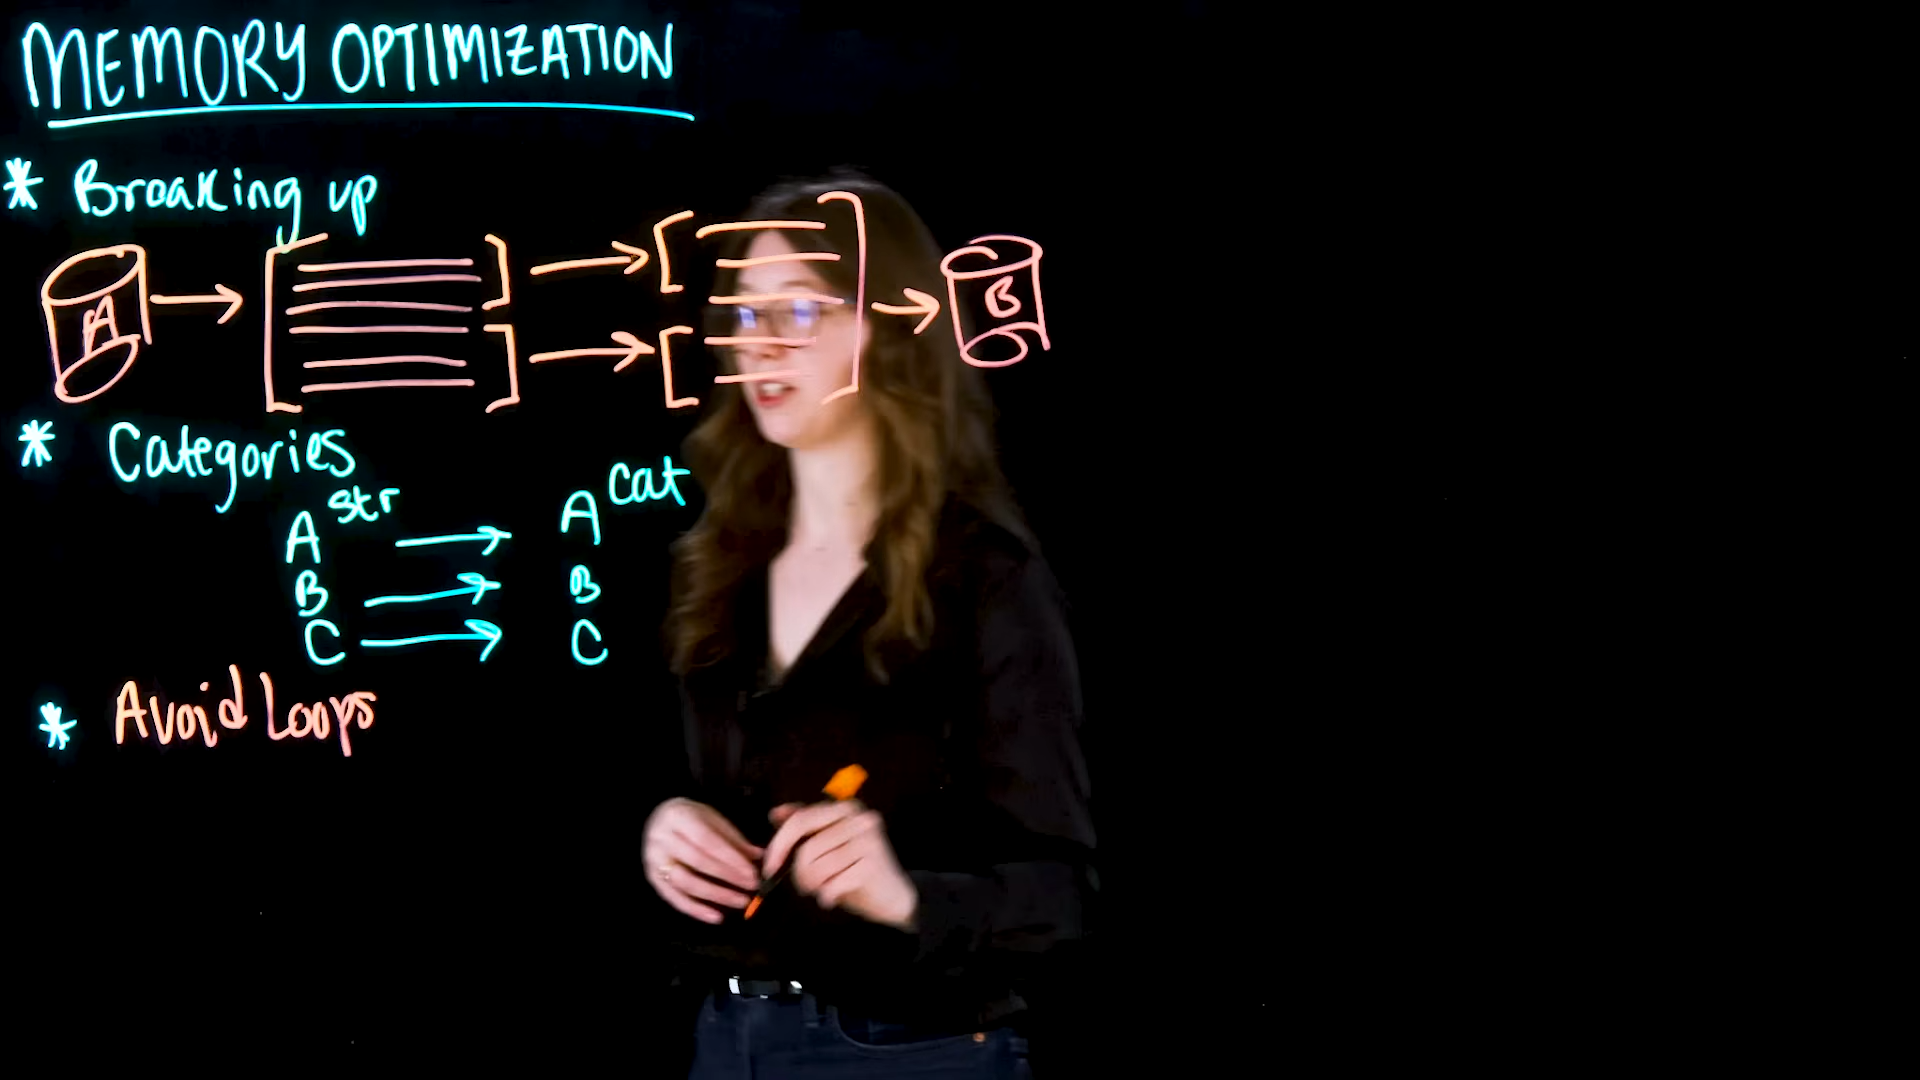 MEMORY OPTIMIZATION
* Breaking up
A B
* Categories
A str → A cat
B → B
C → C
* Avoid Loops